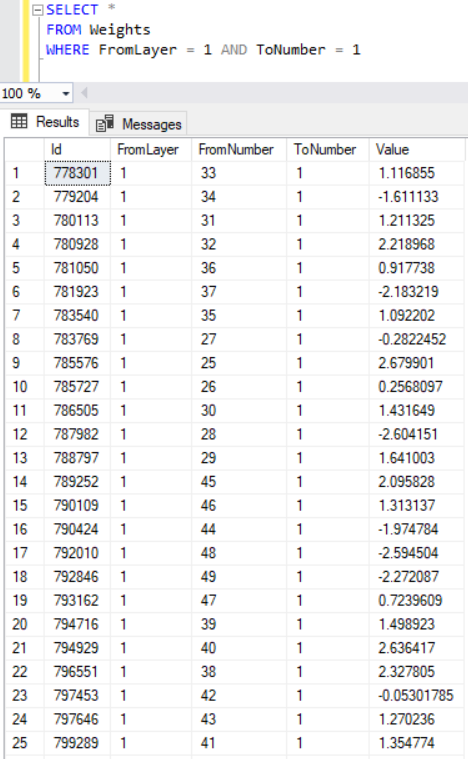 SELECT *
FROM Weights
WHERE FromLayer = 1 AND ToNumber = 1
100 %
Results Messages
Id FromLayer FromNumber ToNumber Value
1 778301 1 33 1 1.116855
2 779204 1 34 1 -1.611133
3 780113 1 31 1 1.211325
4 780928 1 32 1 2.218968
5 781050 1 36 1 0.917738
6 781923 1 37 1 -2.183219
7 783540 1 35 1 1.092202
8 783769 1 27 1 -0.2822452
9 785576 1 25 1 2.679901
10 785727 1 26 1 0.2568097
11 786505 1 30 1 1.431649
12 787982 1 28 1 -2.604151
13 788797 1 29 1 1.641003
14 789252 1 45 1 2.095828
15 790109 1 46 1 1.313137
16 790424 1 44 1 -1.974784
17 792010 1 48 1 -2.594504
18 792846 1 49 1 -2.272087
19 793162 1 47 1 0.7239609
20 794716 1 39 1 1.498923
21 794929 1 40 1 2.636417
22 796551 1 38 1 2.327805
23 797453 1 42 1 -0.05301785
24 797646 1 43 1 1.270236
25 799289 1 41 1 1.354774